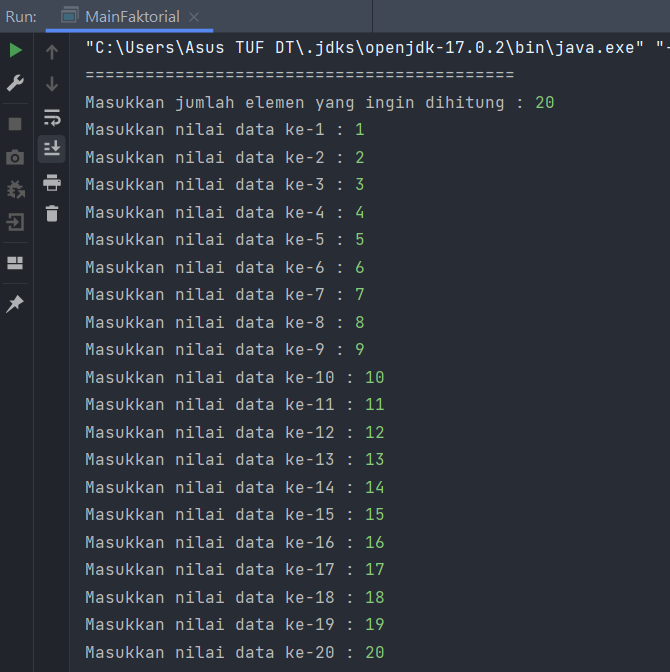 Run: MainFaktorial
"C:\Users\Asus TUF DT\.jdks\openjdk-17.0.2\bin\java.exe" "-
===========================================
Masukkan jumlah elemen yang ingin dihitung : 20
Masukkan nilai data ke-1 : 1
Masukkan nilai data ke-2 : 2
Masukkan nilai data ke-3 : 3
Masukkan nilai data ke-4 : 4
Masukkan nilai data ke-5 : 5
Masukkan nilai data ke-6 : 6
Masukkan nilai data ke-7 : 7
Masukkan nilai data ke-8 : 8
Masukkan nilai data ke-9 : 9
Masukkan nilai data ke-10 : 10
Masukkan nilai data ke-11 : 11
Masukkan nilai data ke-12 : 12
Masukkan nilai data ke-13 : 13
Masukkan nilai data ke-14 : 14
Masukkan nilai data ke-15 : 15
Masukkan nilai data ke-16 : 16
Masukkan nilai data ke-17 : 17
Masukkan nilai data ke-18 : 18
Masukkan nilai data ke-19 : 19
Masukkan nilai data ke-20 : 20